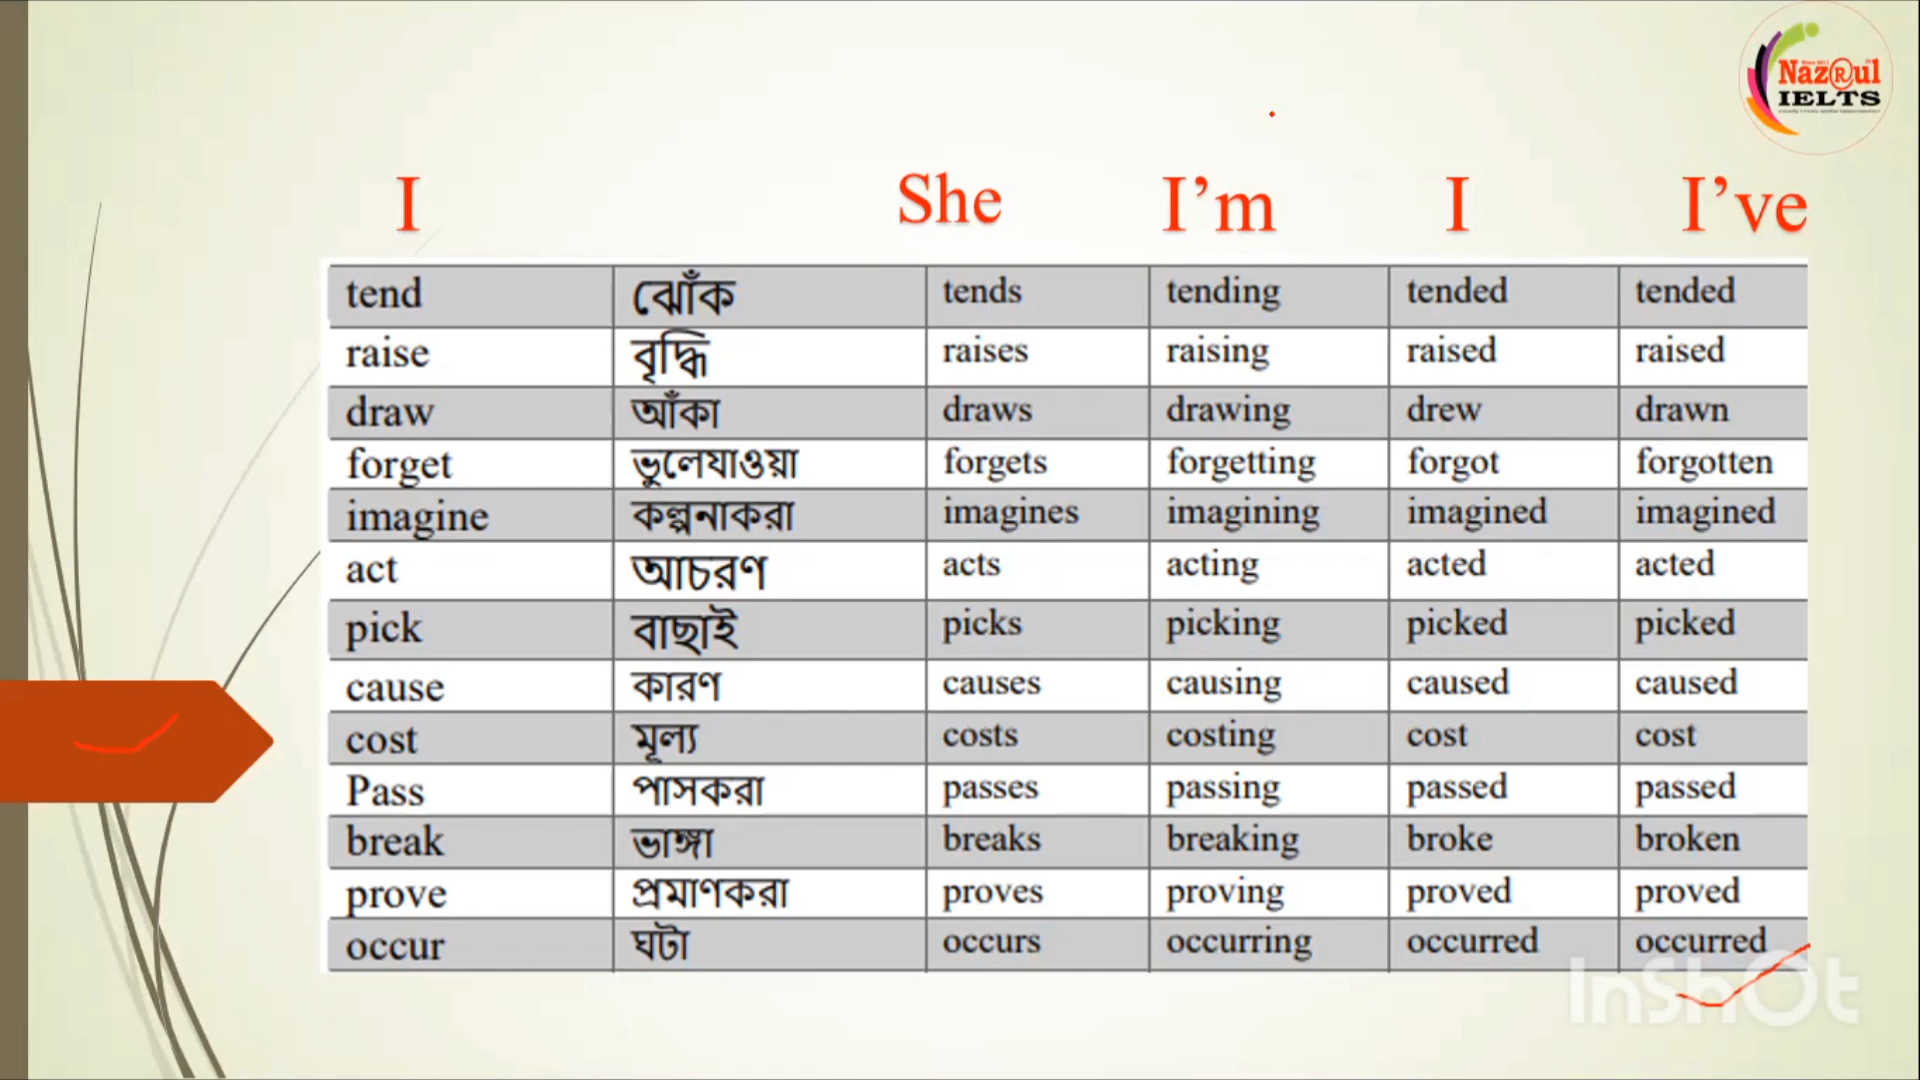 Nazrul
IELTS
I She I'm I I've
tend ঝোঁক tends tending tended tended
raise বৃদ্ধি raises raising raised raised
draw আঁকা draws drawing drew drawn
forget ভুলেযাওয়া forgets forgetting forgot forgotten
imagine কল্পনাকরা imagines imagining imagined imagined
act আচরণ acts acting acted acted
pick বাছাই picks picking picked picked
cause কারণ causes causing caused caused
cost মূল্য costs costing cost cost
Pass পাসকরা passes passing passed passed
break ভাঙ্গা breaks breaking broke broken
prove প্রমাণকরা proves proving proved proved
occur ঘটা occurs occurring occurred occurred
InShOt